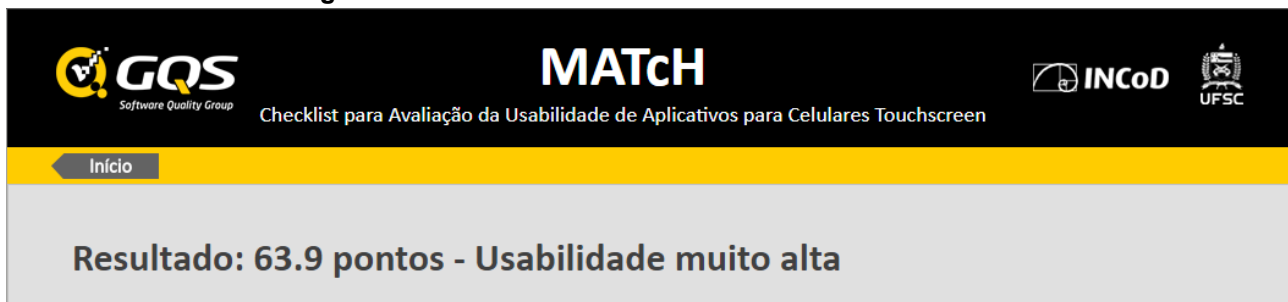 GQS
Software Quality Group
MATcH
Checklist para Avaliação da Usabilidade de Aplicativos para Celulares Touchscreen
INCoD
UFSC
Início
Resultado: 63.9 pontos - Usabilidade muito alta